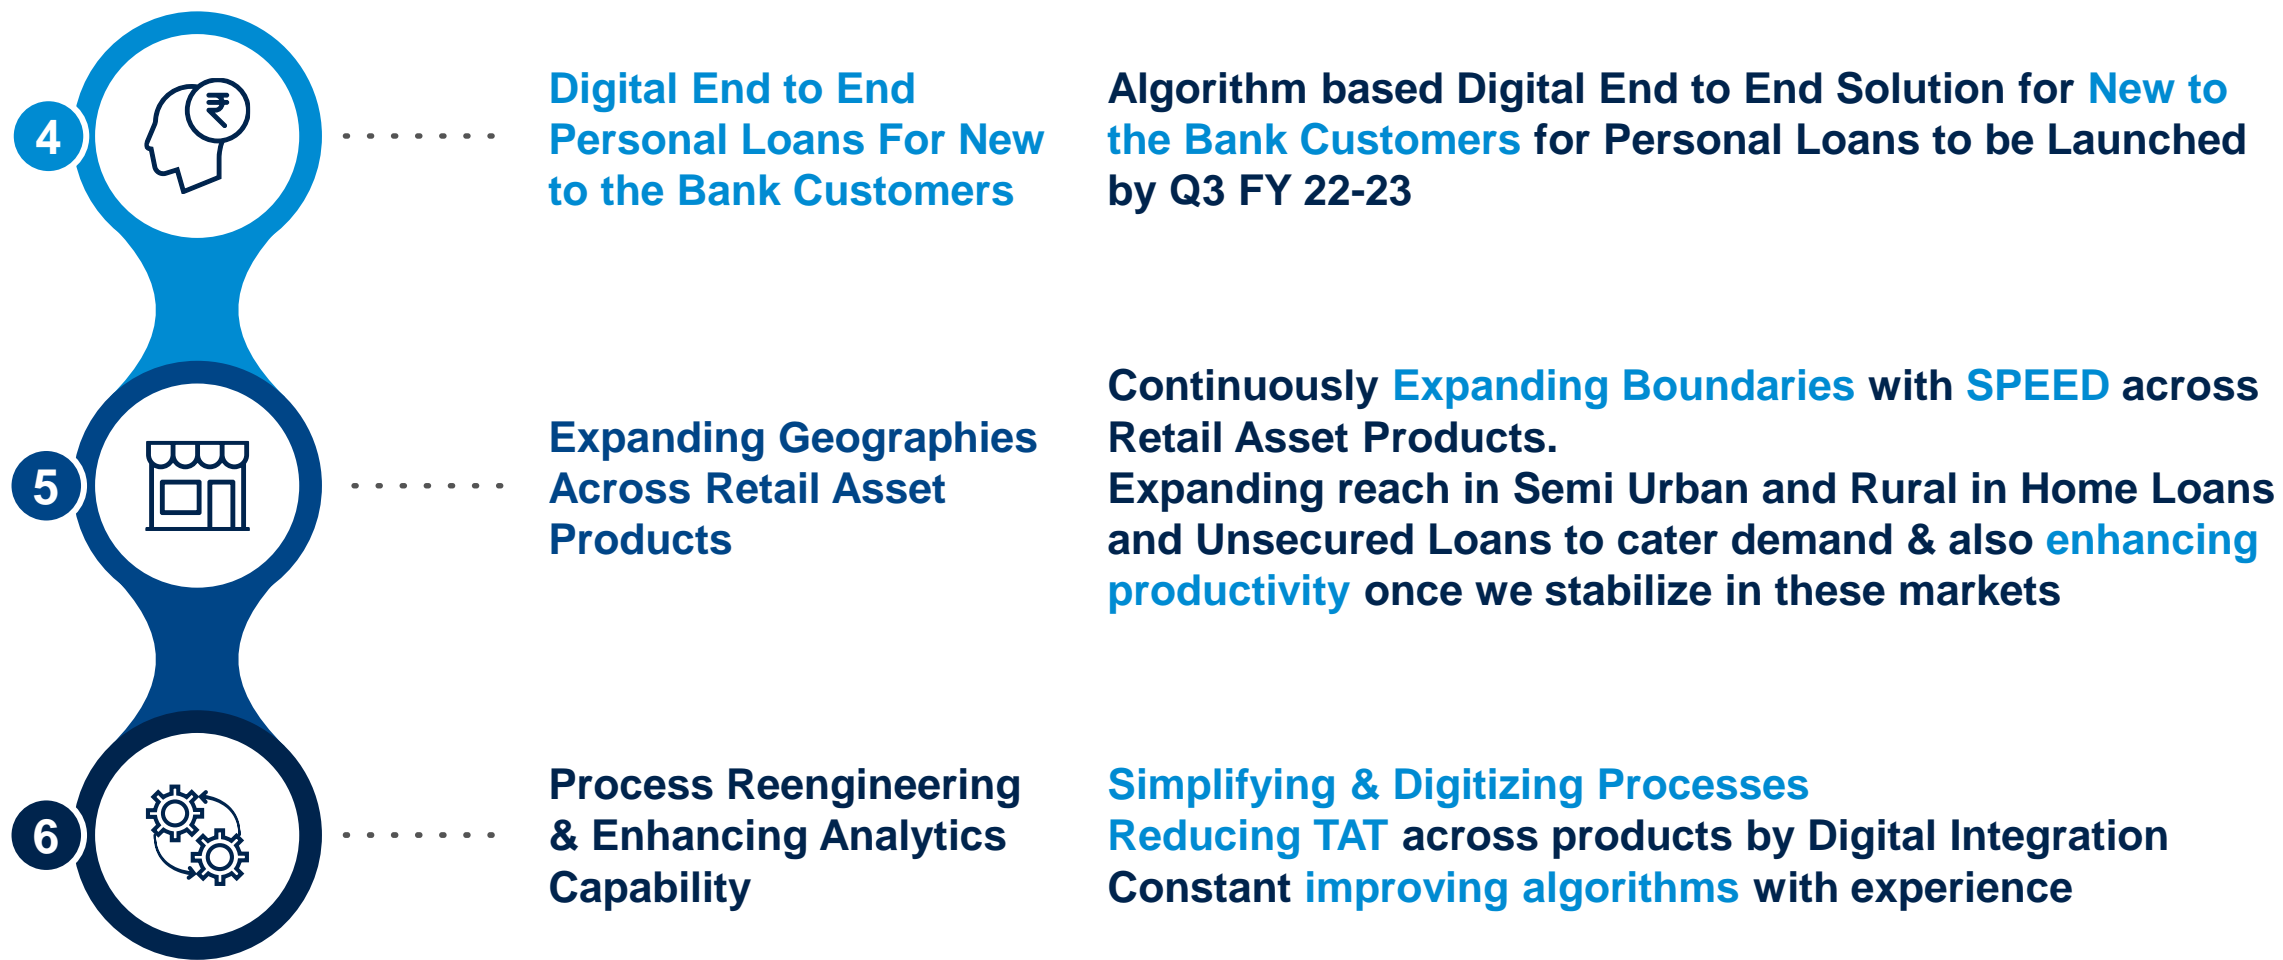 4
₹
Digital End to End
Personal Loans For New
to the Bank Customers
Algorithm based Digital End to End Solution for New to
the Bank Customers for Personal Loans to be Launched
by Q3 FY 22-23
5
Expanding Geographies
Across Retail Asset
Products
Continuously Expanding Boundaries with SPEED across
Retail Asset Products.
Expanding reach in Semi Urban and Rural in Home Loans
and Unsecured Loans to cater demand & also enhancing
productivity once we stabilize in these markets
6
Process Reengineering
& Enhancing Analytics
Capability
Simplifying & Digitizing Processes
Reducing TAT across products by Digital Integration
Constant improving algorithms with experience